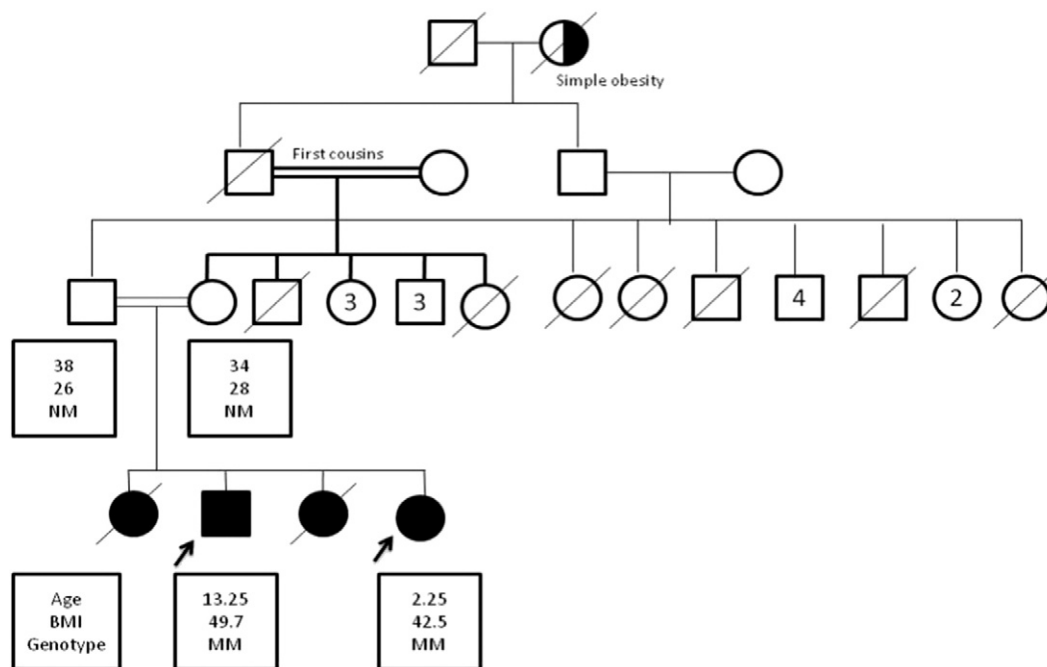 Simple obesity
First cousins
3
3
4
2
38
26
NM
34
28
NM
Age
BMI
Genotype
13.25
49.7
MM
2.25
42.5
MM